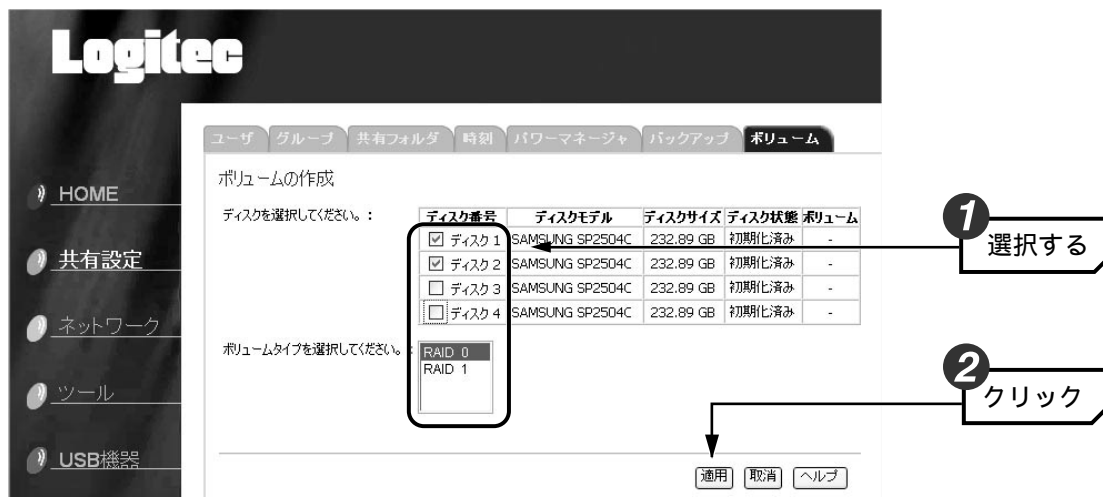 Logitec
ユーザ グループ 共有フォルダ 時刻 パワーマネージャ バックアップ ボリューム
ボリュームの作成
HOME
共有設定
ネットワーク
ツール
USB機器
ディスクを選択してください。:
ディスク番号 ディスクモデル ディスクサイズ ディスク状態 ボリューム
ディスク 1 SAMSUNG SP2504C 232.89 GB 初期化済み -
ディスク 2 SAMSUNG SP2504C 232.89 GB 初期化済み -
ディスク 3 SAMSUNG SP2504C 232.89 GB 初期化済み -
ディスク 4 SAMSUNG SP2504C 232.89 GB 初期化済み -
ボリュームタイプを選択してください。:
RAID 0
RAID 1
適用 取消 ヘルプ
1
選択する
2
クリック